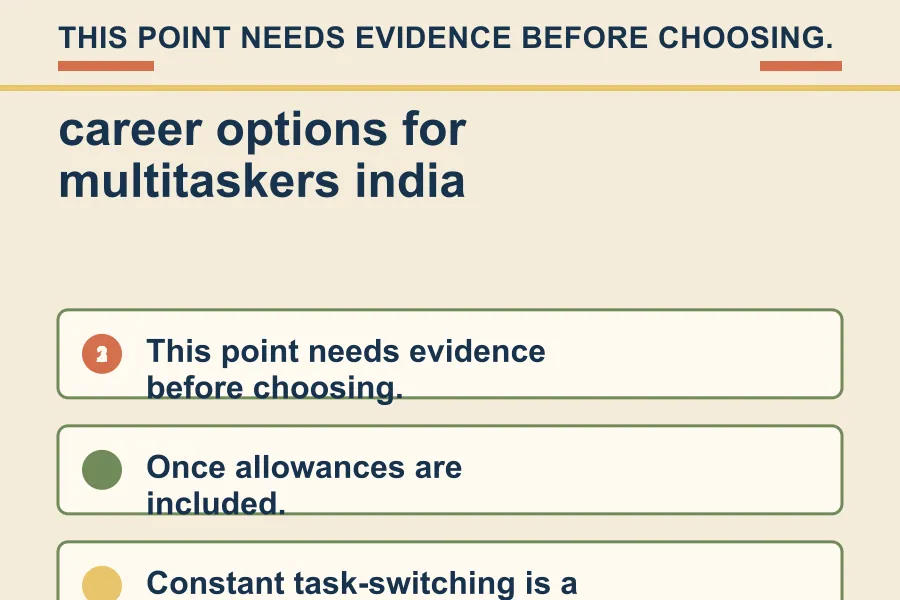 THIS POINT NEEDS EVIDENCE BEFORE CHOOSING.
career options for
multitaskers india
This point needs evidence
before choosing.
Once allowances are
included.
Constant task-switching is a